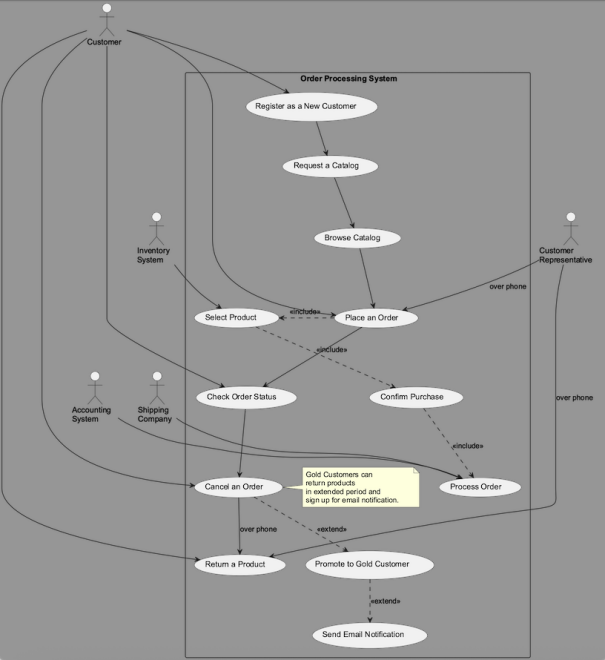 Customer
Order Processing System
Register as a New Customer
Request a Catalog
Browse Catalog
Inventory
System
Customer
Representative
over phone
Select Product
«include»
Place an Order
«include»
Accounting
System
Shipping
Company
Check Order Status
Confirm Purchase
over phone
«include»
Cancel an Order
Gold Customers can
return products
in extended period and
sign up for email notification.
Process Order
over phone
«extend»
Return a Product
Promote to Gold Customer
«extend»
Send Email Notification